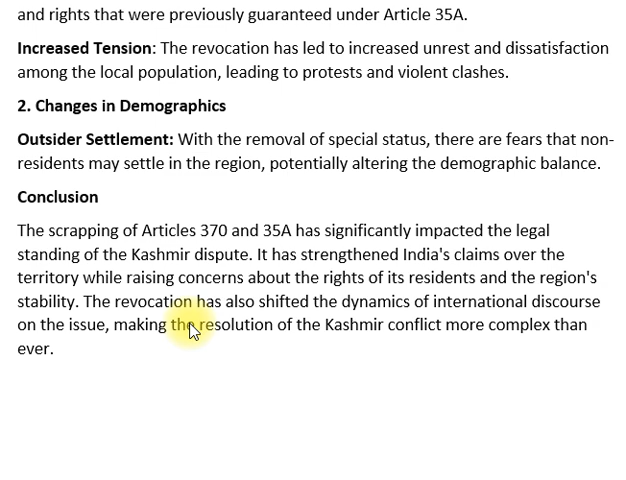 and rights that were previously guaranteed under Article 35A.
Increased Tension: The revocation has led to increased unrest and dissatisfaction
among the local population, leading to protests and violent clashes.
2. Changes in Demographics
Outsider Settlement: With the removal of special status, there are fears that non-
residents may settle in the region, potentially altering the demographic balance.
Conclusion
The scrapping of Articles 370 and 35A has significantly impacted the legal
standing of the Kashmir dispute. It has strengthened India's claims over the
territory while raising concerns about the rights of its residents and the region's
stability. The revocation has also shifted the dynamics of international discourse
on the issue, making the resolution of the Kashmir conflict more complex than
ever.